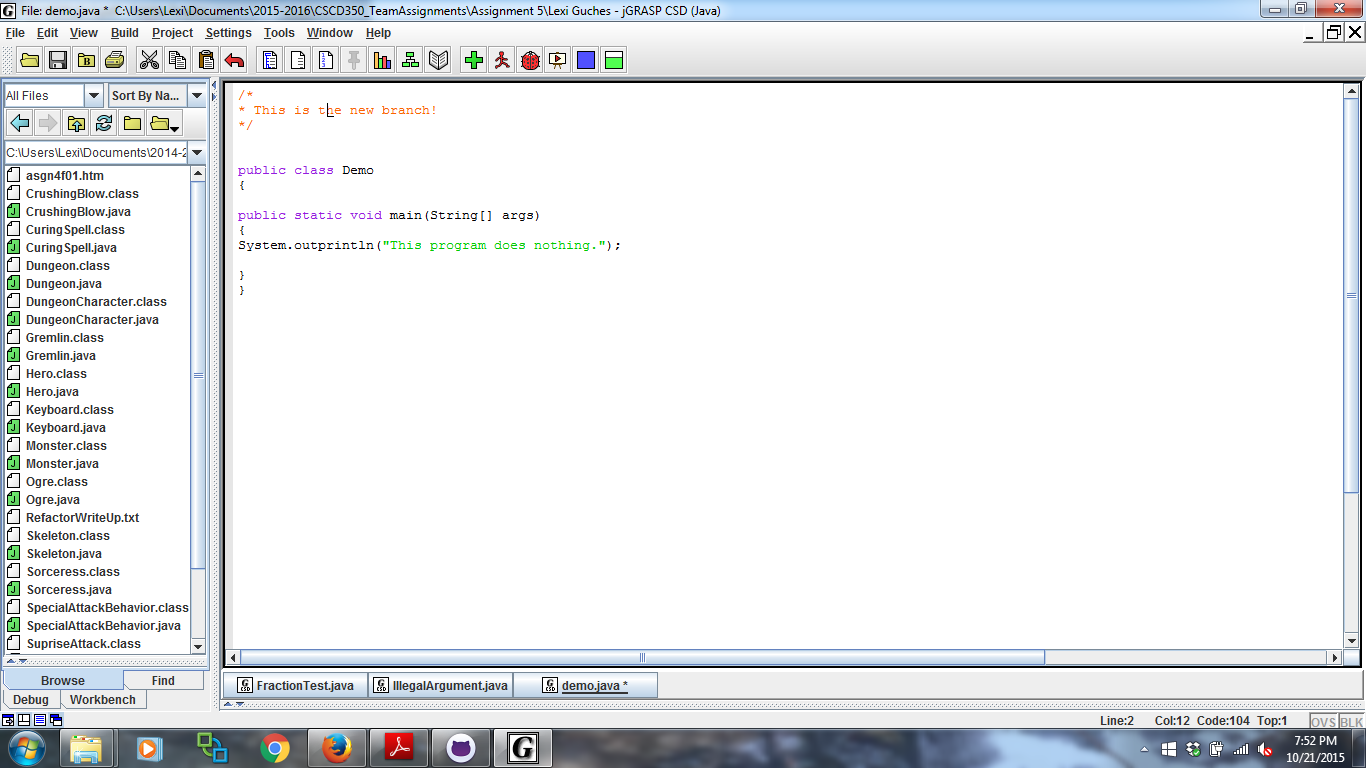 File: demo.java * C:\Users\Lexi\Documents\2015-2016\CSCD350_TeamAssignments\Assignment 5\Lexi Guches - jGRASP CSD (Java)
File Edit View Build Project Settings Tools Window Help
All Files Sort By Na...
C:\Users\Lexi\Documents\2014-2
asgn4f01.htm
CrushingBlow.class
CrushingBlow.java
CuringSpell.class
CuringSpell.java
Dungeon.class
Dungeon.java
DungeonCharacter.class
DungeonCharacter.java
Gremlin.class
Gremlin.java
Hero.class
Hero.java
Keyboard.class
Keyboard.java
Monster.class
Monster.java
Ogre.class
Ogre.java
RefactorWriteUp.txt
Skeleton.class
Skeleton.java
Sorceress.class
Sorceress.java
SpecialAttackBehavior.class
SpecialAttackBehavior.java
SupriseAttack.class
Browse Find
Debug Workbench
/*
* This is the new branch!
*/
public class Demo
{
public static void main(String[] args)
{
System.outprintln("This program does nothing.");
}
}
FractionTest.java IllegalArgument.java demo.java *
Line:2 Col:12 Code:104 Top:1 OVS BLK
7:52 PM
10/21/2015